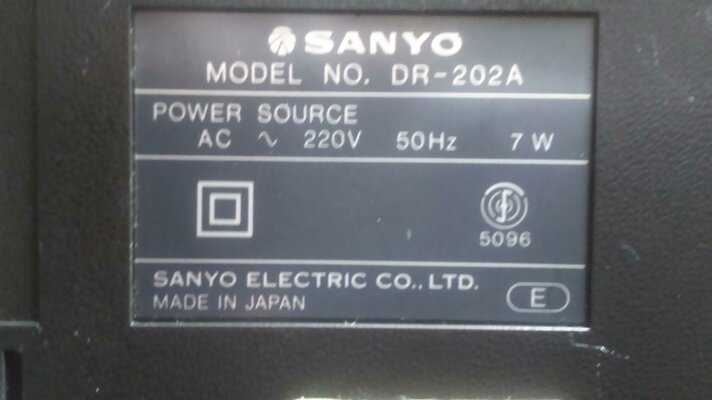 SANYO
MODEL NO. DR-202A
POWER SOURCE
AC ~ 220V 50Hz 7 W
5096
SANYO ELECTRIC CO., LTD.
MADE IN JAPAN
E